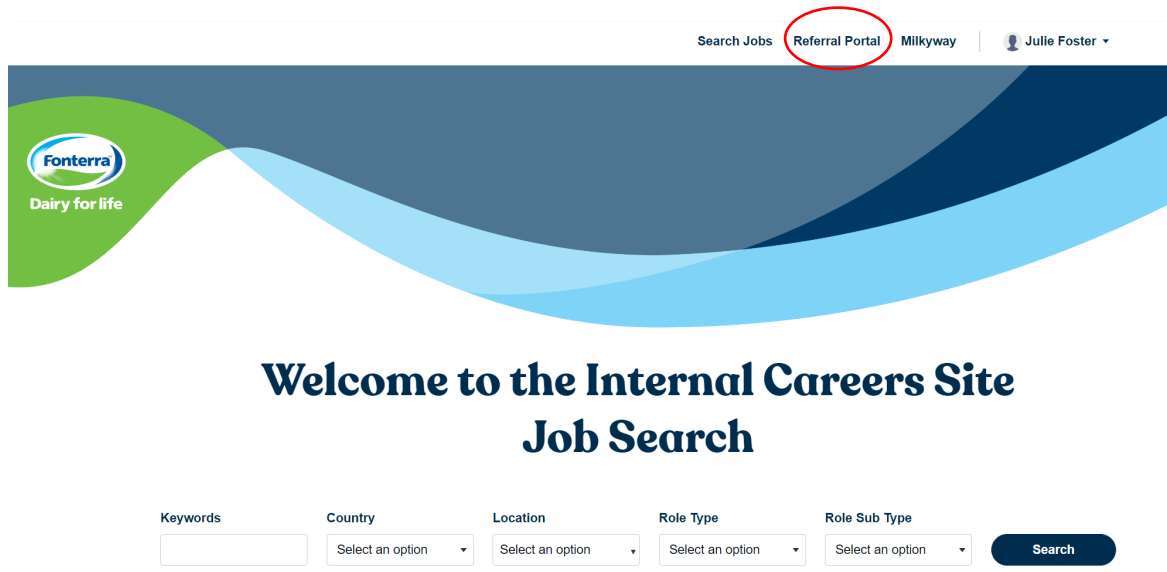 Search Jobs Referral Portal Milkyway Julie Foster
Fonterra
Dairy for life
Welcome to the Internal Careers Site
Job Search
Keywords Country Location Role Type Role Sub Type
Select an option Select an option Select an option Select an option Search